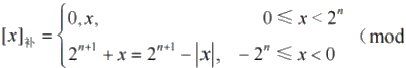 [x]补 = { 0, x, 0 ≤ x < 2ⁿ
2ⁿ⁺¹ + x = 2ⁿ⁺¹ − |x|, −2ⁿ ≤ x < 0 (mod